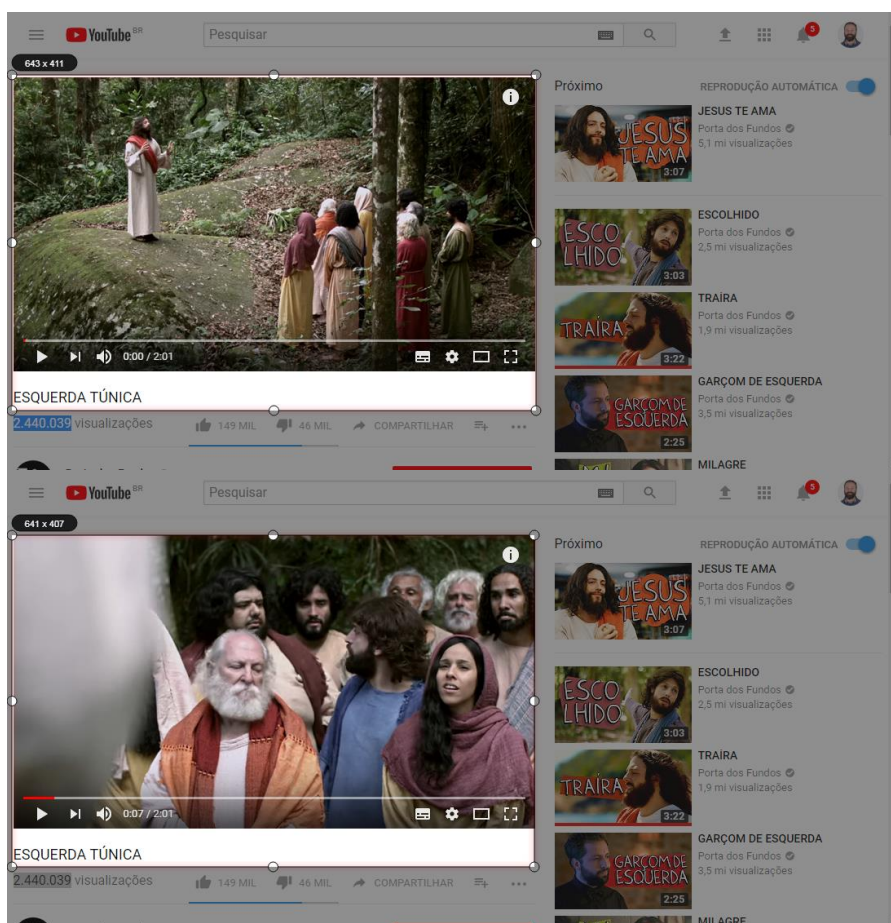 YouTube BR
Pesquisar
5
643 x 411
Próximo
REPRODUÇÃO AUTOMÁTICA
i
JESUS TE AMA
3:07
JESUS TE AMA
Porta dos Fundos
5,1 mi visualizações
ESCOLHIDO
3:03
ESCOLHIDO
Porta dos Fundos
2,5 mi visualizações
TRAÍRA
3:22
TRAÍRA
Porta dos Fundos
1,9 mi visualizações
0:00 / 2:01
ESQUERDA TÚNICA
2.440.039 visualizações
149 MIL
46 MIL
COMPARTILHAR
GARÇOM DE
ESQUERDA
2:25
GARÇOM DE ESQUERDA
Porta dos Fundos
3,5 mi visualizações
MILAGRE
YouTube BR
Pesquisar
5
641 x 407
Próximo
REPRODUÇÃO AUTOMÁTICA
i
JESUS
TE AMA
3:07
JESUS TE AMA
Porta dos Fundos
5,1 mi visualizações
ESCO
LHIDO
3:03
ESCOLHIDO
Porta dos Fundos
2,5 mi visualizações
TRAÍRA
3:22
TRAÍRA
Porta dos Fundos
1,9 mi visualizações
0:07 / 2:01
ESQUERDA TÚNICA
2.440.039 visualizações
149 MIL
46 MIL
COMPARTILHAR
GARÇOM DE
ESQUERDA
2:25
GARÇOM DE ESQUERDA
Porta dos Fundos
3,5 mi visualizações
MILAGRE